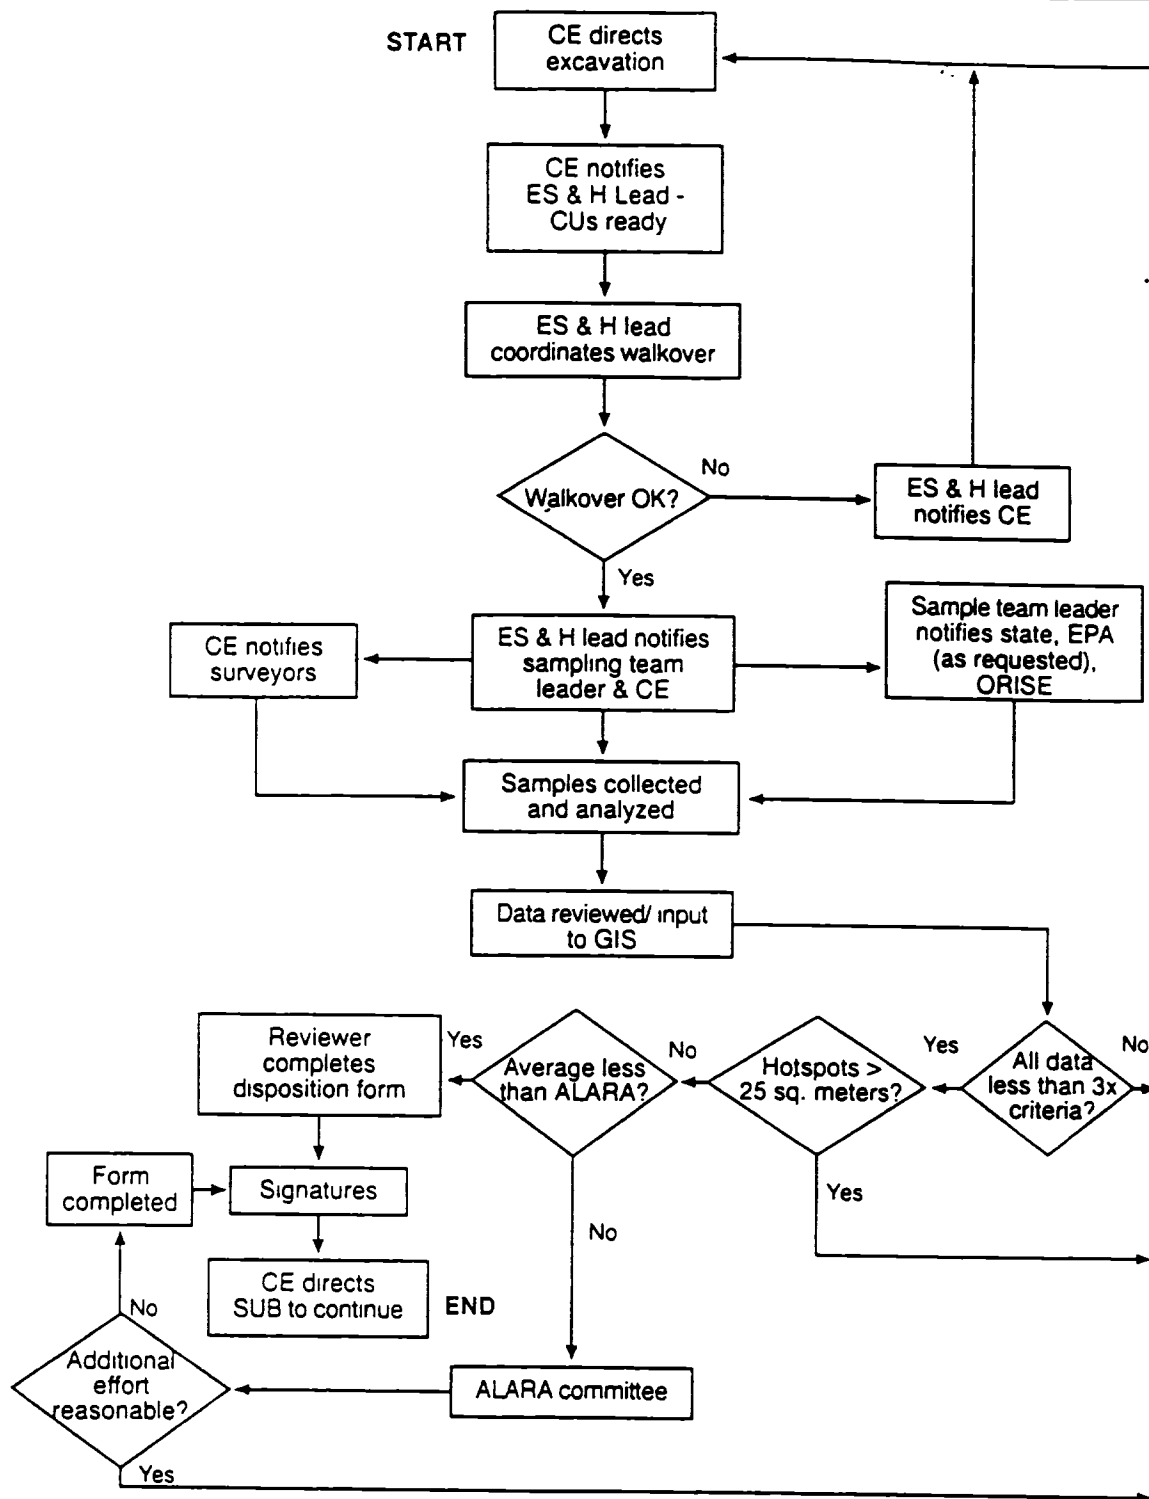 START
CE directs
excavation
CE notifies
ES & H Lead -
CUs ready
ES & H lead
coordinates walkover
Walkover OK?
No
ES & H lead
notifies CE
Yes
CE notifies
surveyors
ES & H lead notifies
sampling team
leader & CE
Sample team leader
notifies state, EPA
(as requested),
ORISE
Samples collected
and analyzed
Data reviewed/ input
to GIS
All data
less than 3x
criteria?
No
Yes
Hotspots >
25 sq. meters?
Yes
No
Average less
than ALARA?
Yes
No
Reviewer
completes
disposition form
Form
completed
Signatures
CE directs
SUB to continue
END
ALARA committee
Additional
effort
reasonable?
No
Yes